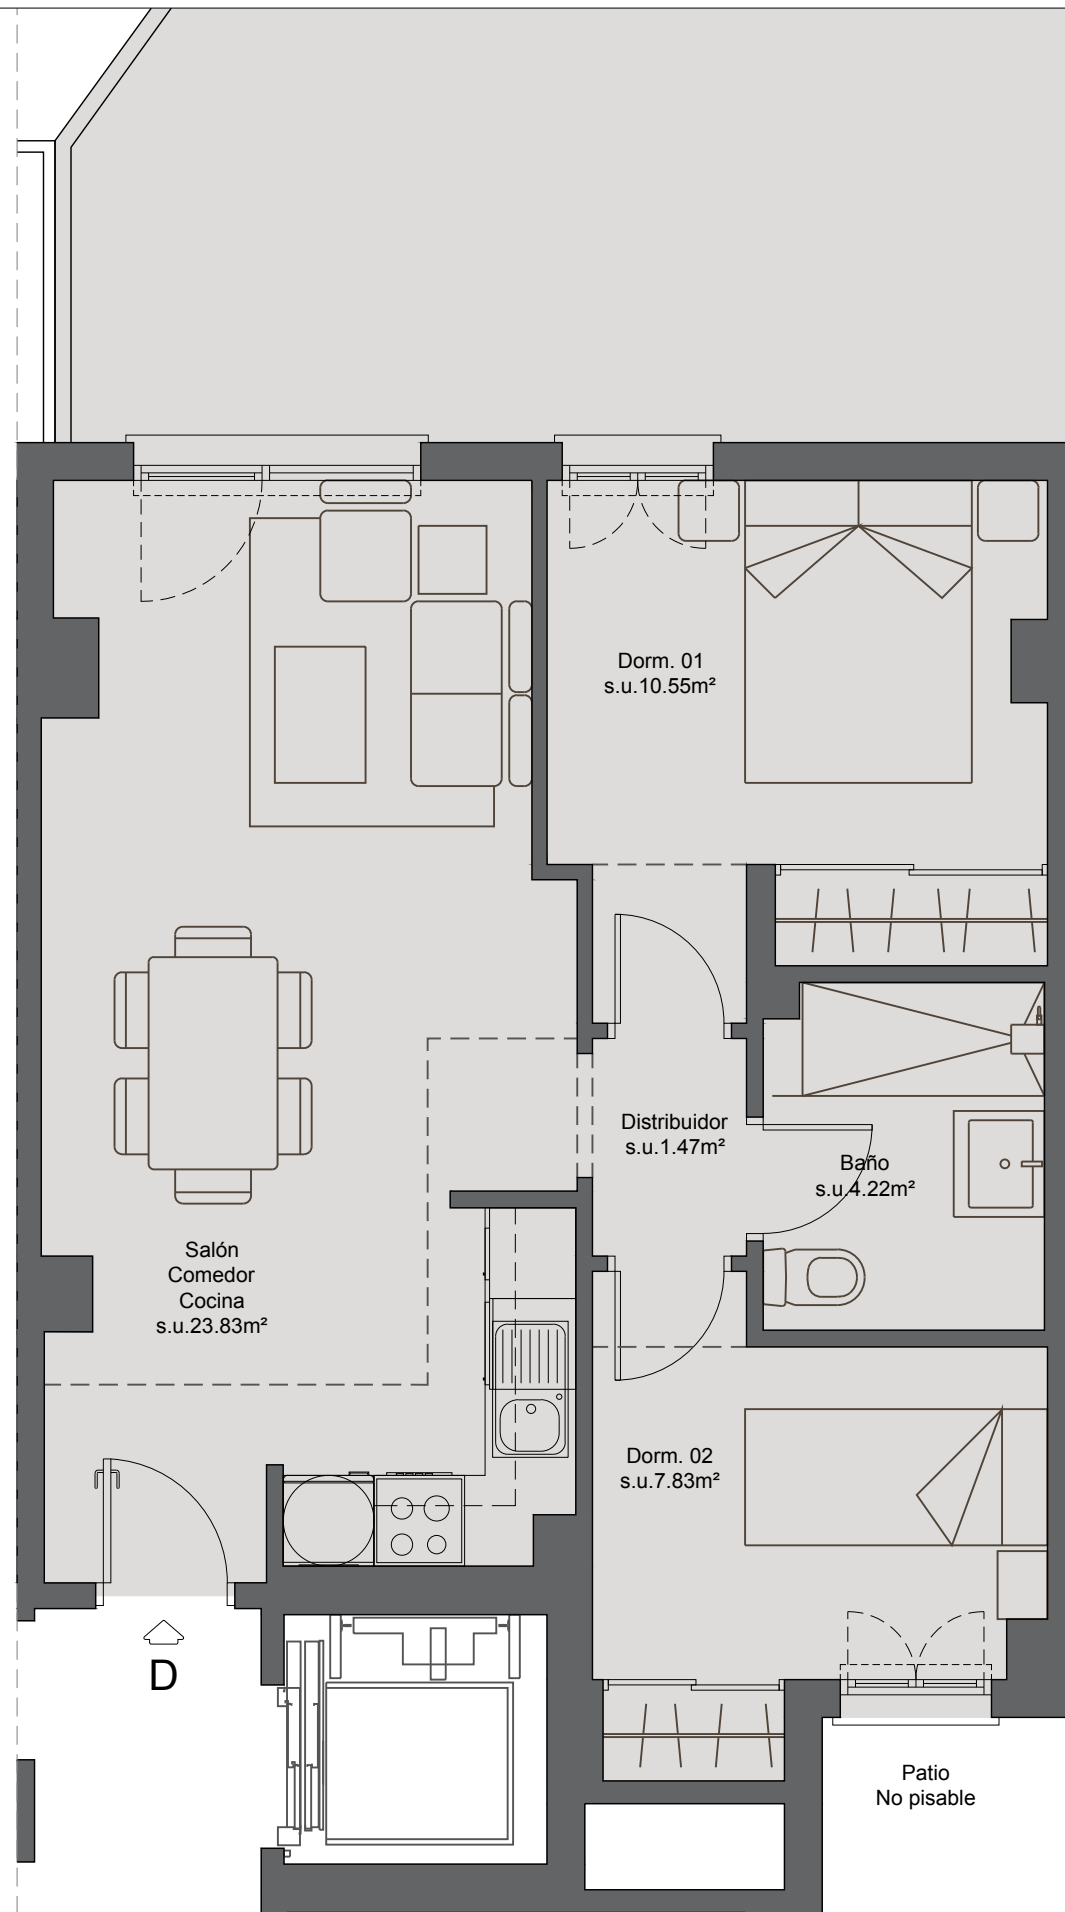 Dorm. 01
s.u.10.55m²
Distribuidor
s.u.1.47m²
Baño
s.u.4.22m²
Salón
Comedor
Cocina
s.u.23.83m²
Dorm. 02
s.u.7.83m²
D
Patio
No pisable